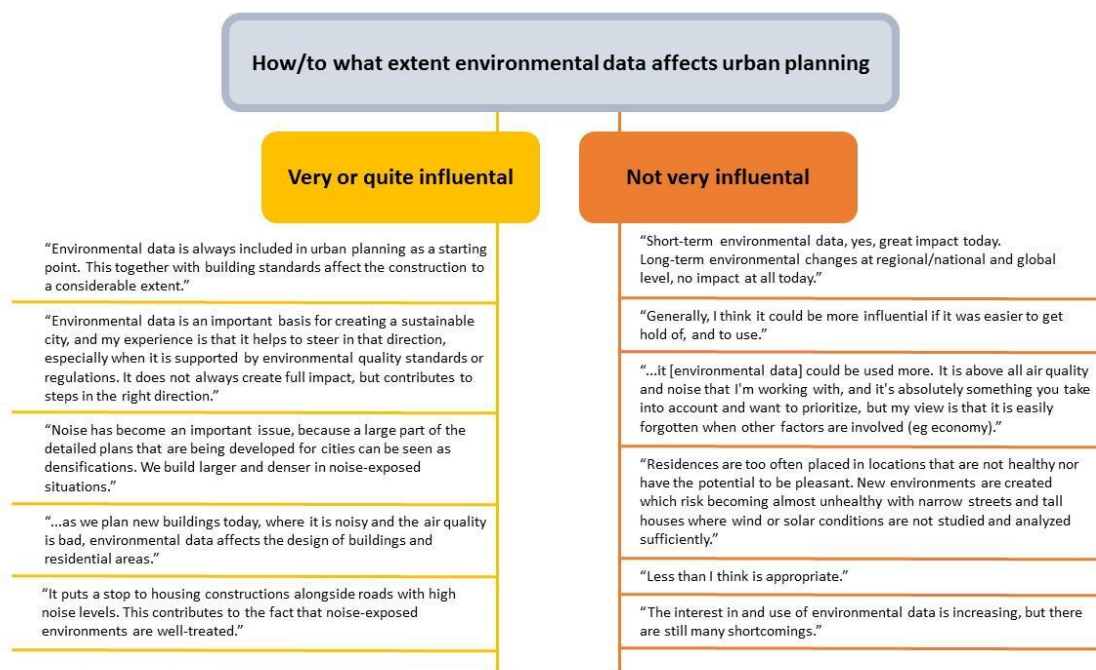 How/to what extent environmental data affects urban planning
Very or quite influental
“Environmental data is always included in urban planning as a starting
point. This together with building standards affect the construction to
a considerable extent.”
“Environmental data is an important basis for creating a sustainable
city, and my experience is that it helps to steer in that direction,
especially when it is supported by environmental quality standards or
regulations. It does not always create full impact, but contributes to
steps in the right direction.”
“Noise has become an important issue, because a large part of the
detailed plans that are being developed for cities can be seen as
densifications. We build larger and denser in noise-exposed
situations.”
“...as we plan new buildings today, where it is noisy and the air quality
is bad, environmental data affects the design of buildings and
residential areas.”
“It puts a stop to housing constructions alongside roads with high
noise levels. This contributes to the fact that noise-exposed
environments are well-treated.”
Not very influental
“Short-term environmental data, yes, great impact today.
Long-term environmental changes at regional/national and global
level, no impact at all today.”
“Generally, I think it could be more influential if it was easier to get
hold of, and to use.”
“...it [environmental data] could be used more. It is above all air quality
and noise that I'm working with, and it's absolutely something you take
into account and want to prioritize, but my view is that it is easily
forgotten when other factors are involved (eg economy).”
“Residences are too often placed in locations that are not healthy nor
have the potential to be pleasant. New environments are created
which risk becoming almost unhealthy with narrow streets and tall
houses where wind or solar conditions are not studied and analyzed
sufficiently.”
“Less than I think is appropriate.”
“The interest in and use of environmental data is increasing, but there
are still many shortcomings.”